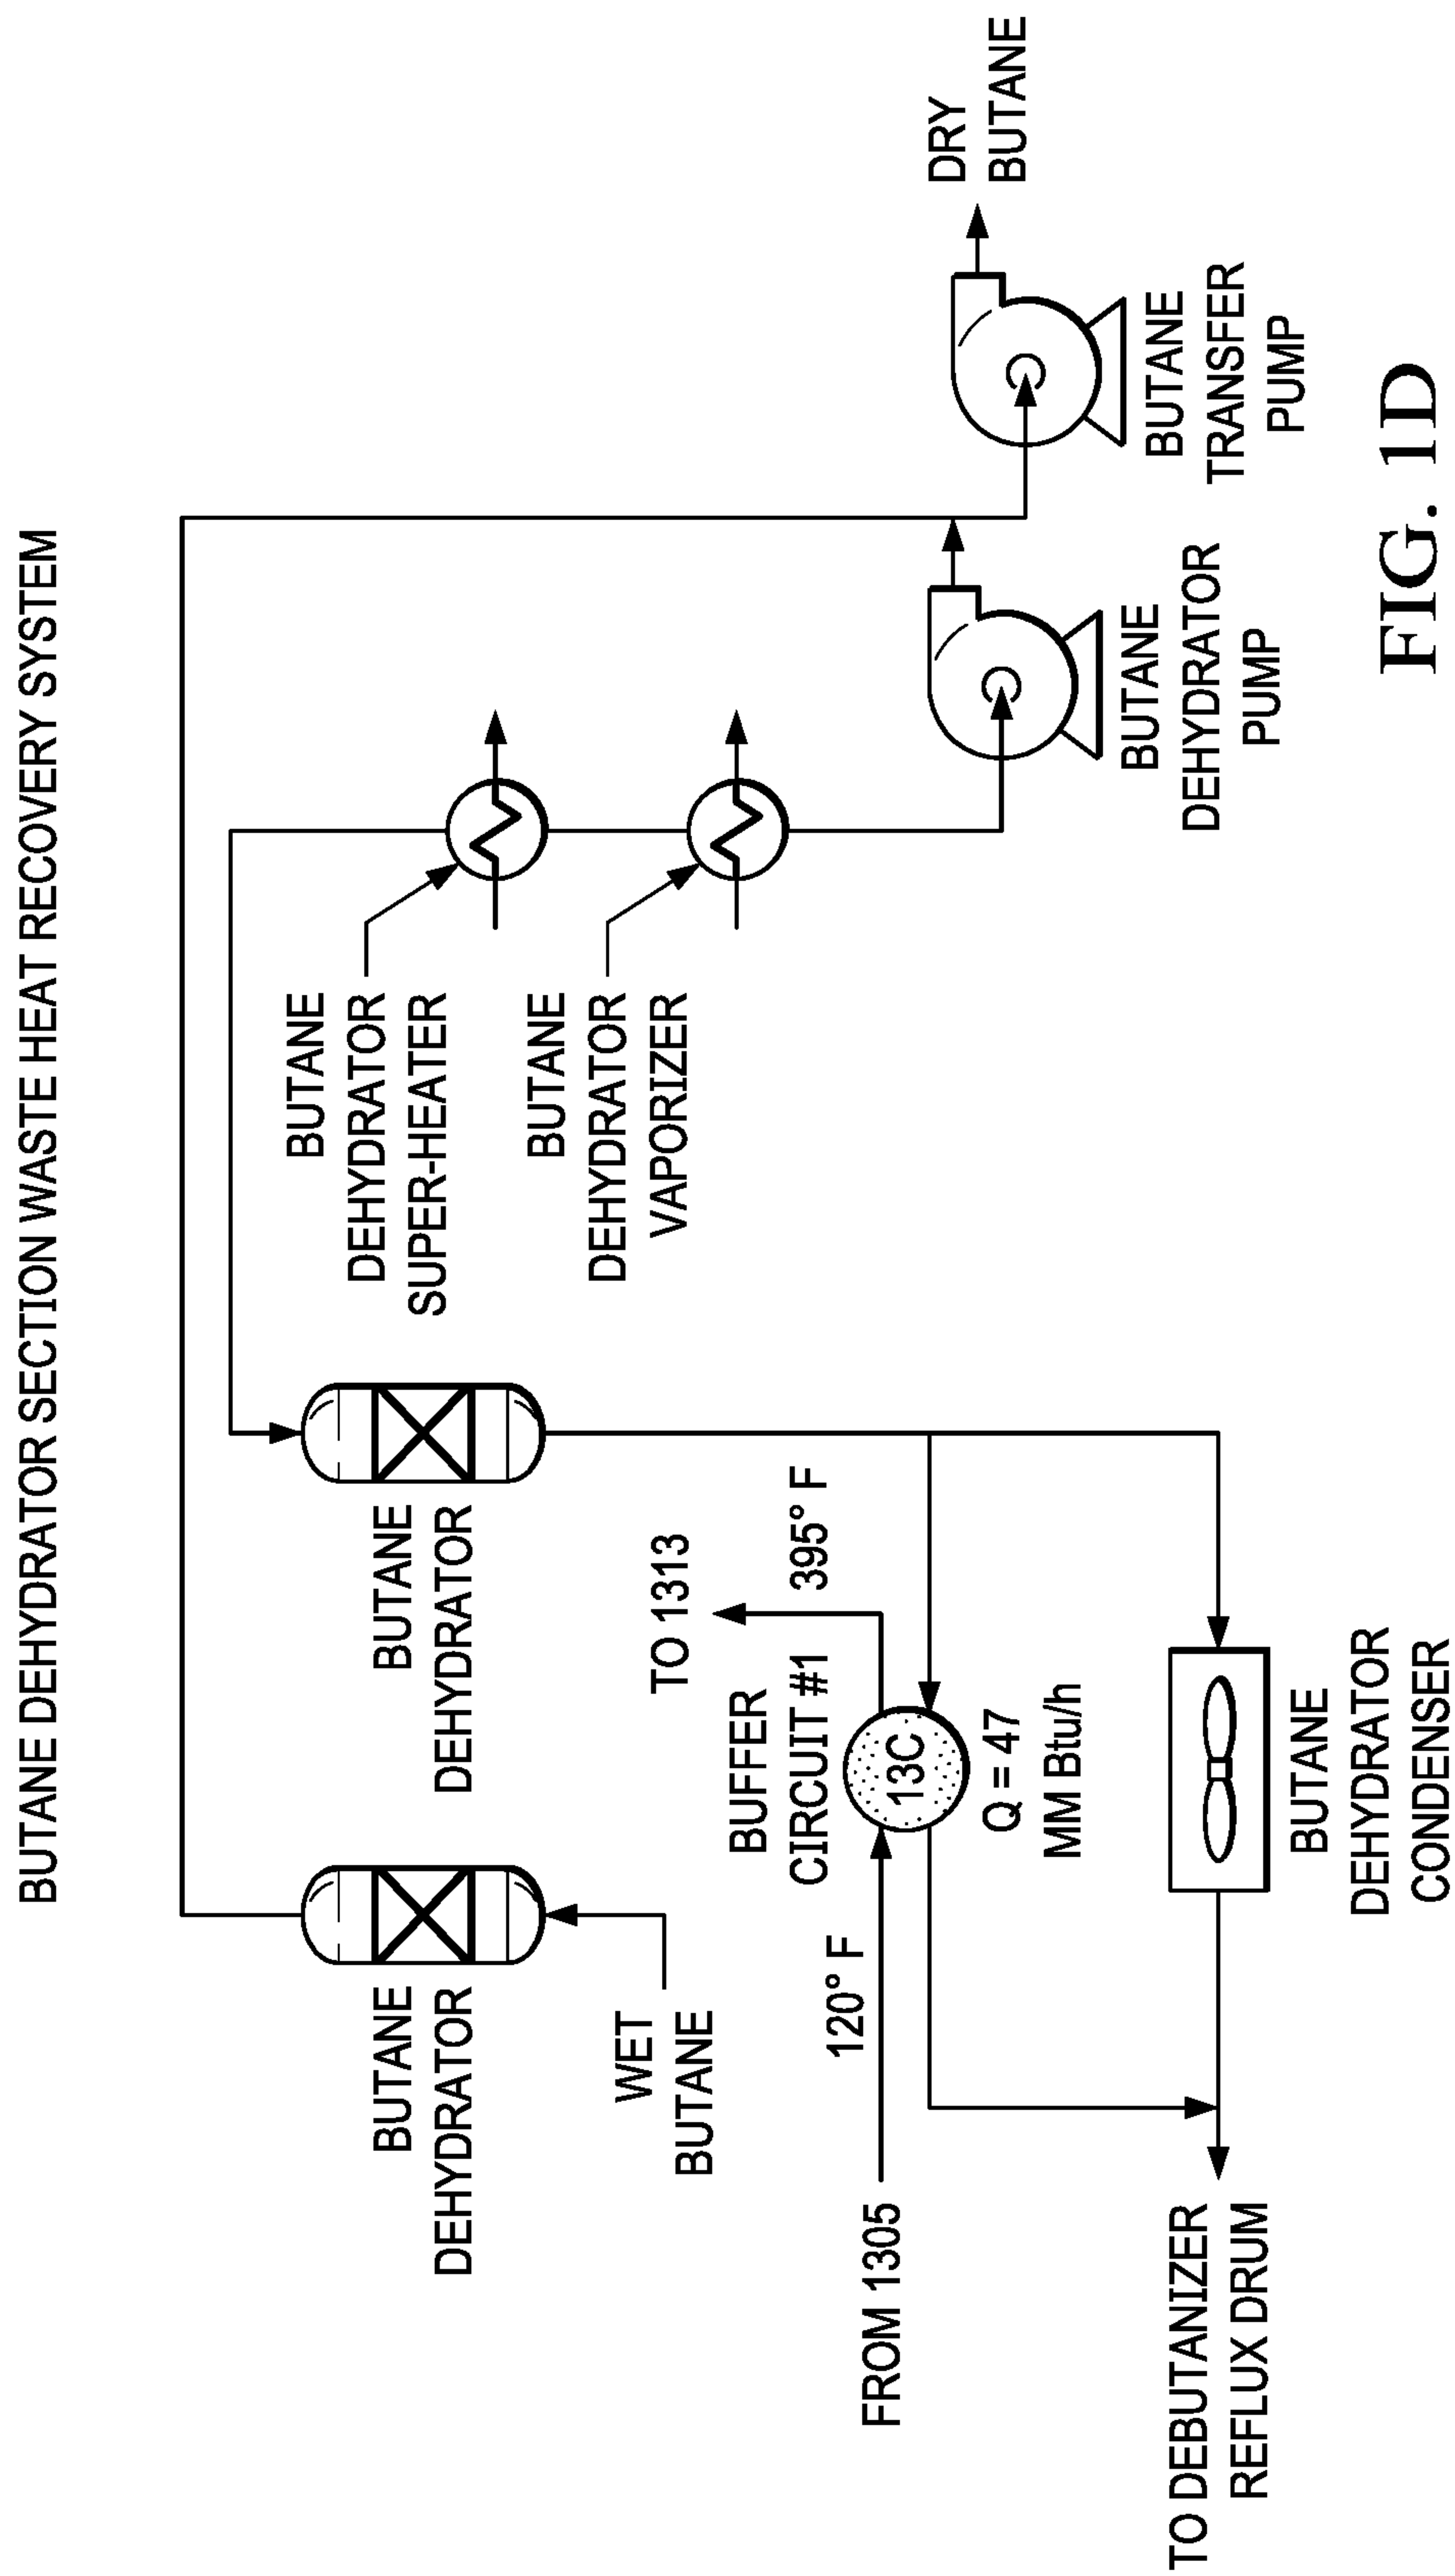 BUTANE DEHYDRATOR SECTION WASTE HEAT RECOVERY SYSTEM
BUTANE
DEHYDRATOR
WET
BUTANE
BUTANE
DEHYDRATOR
BUTANE
DEHYDRATOR
SUPER-HEATER
BUTANE
DEHYDRATOR
VAPORIZER
TO 1313
395° F
BUFFER
CIRCUIT #1
120° F
FROM 1305
13C
Q = 47
MM Btu/h
TO DEBUTANIZER
REFLUX DRUM
BUTANE
DEHYDRATOR
CONDENSER
BUTANE
DEHYDRATOR
PUMP
BUTANE
TRANSFER
PUMP
DRY
BUTANE
FIG. 1D